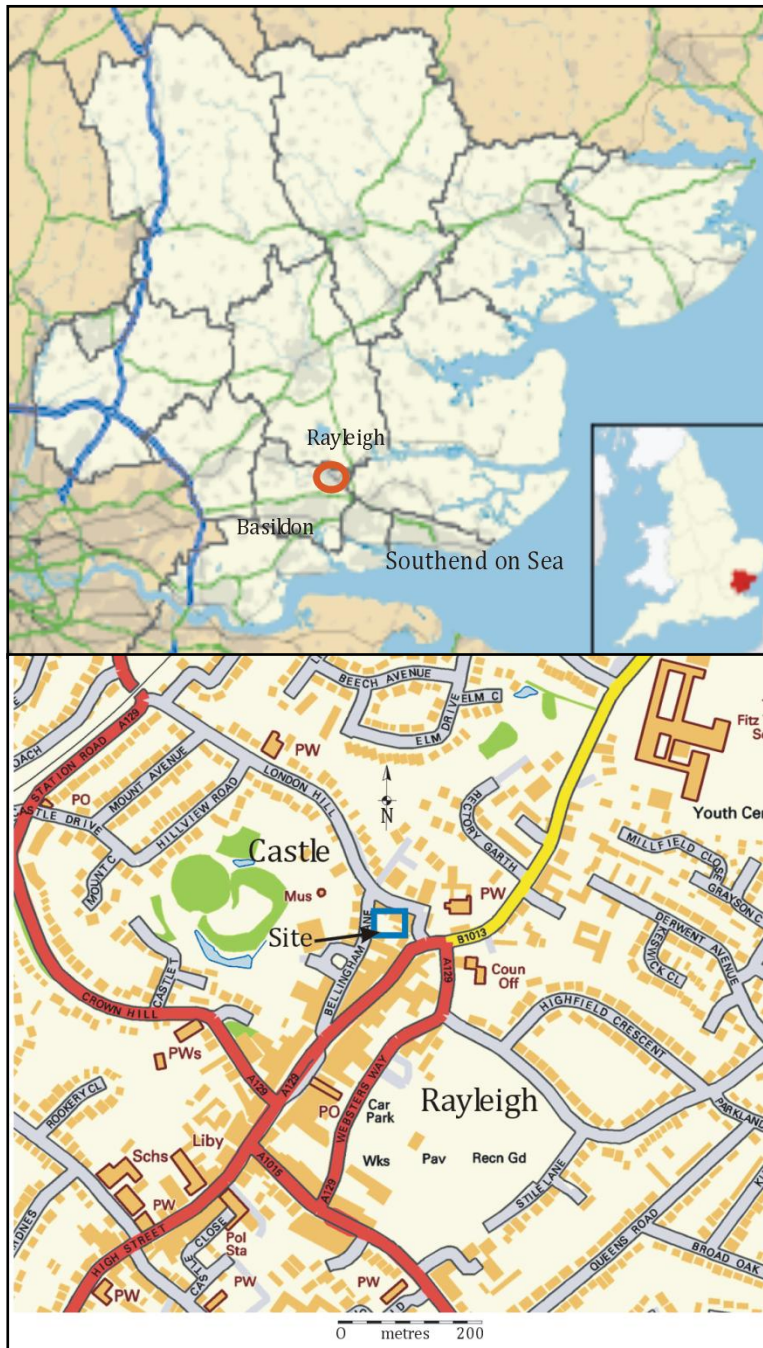 Rayleigh
Basildon
Southend on Sea
BEECH AVENUE
ELM C
ELM DRIVE
STATION ROAD
A129
PW
LONDON HILL
PO
MOUNT AVENUE
HILLVIEW ROAD
MOUNT C
N
RECTORY GARTH
Youth Cen
MILLFIELD CLOSE
GRAYSON C
DERWENT AVENUE
KESWICK CL
Castle
Mus
PW
Site
BELLINGHAM LANE
B1013
A129
Coun
Off
CASTLE T
CROWN HILL
PWs
HIGHFIELD CRESCENT
A129
A129
PO
WEBSTERS WAY
Car
Park
Rayleigh
PARKLAND
ROOKERY CL
Schs
Liby
A1015
Wks
Pav
Recn Gd
STILE LANE
A129
PW
Pol
Sta
CLOSE
HIGH STREET
QUEENS ROAD
BROAD OAK
PW
PW
PW
0 metres 200